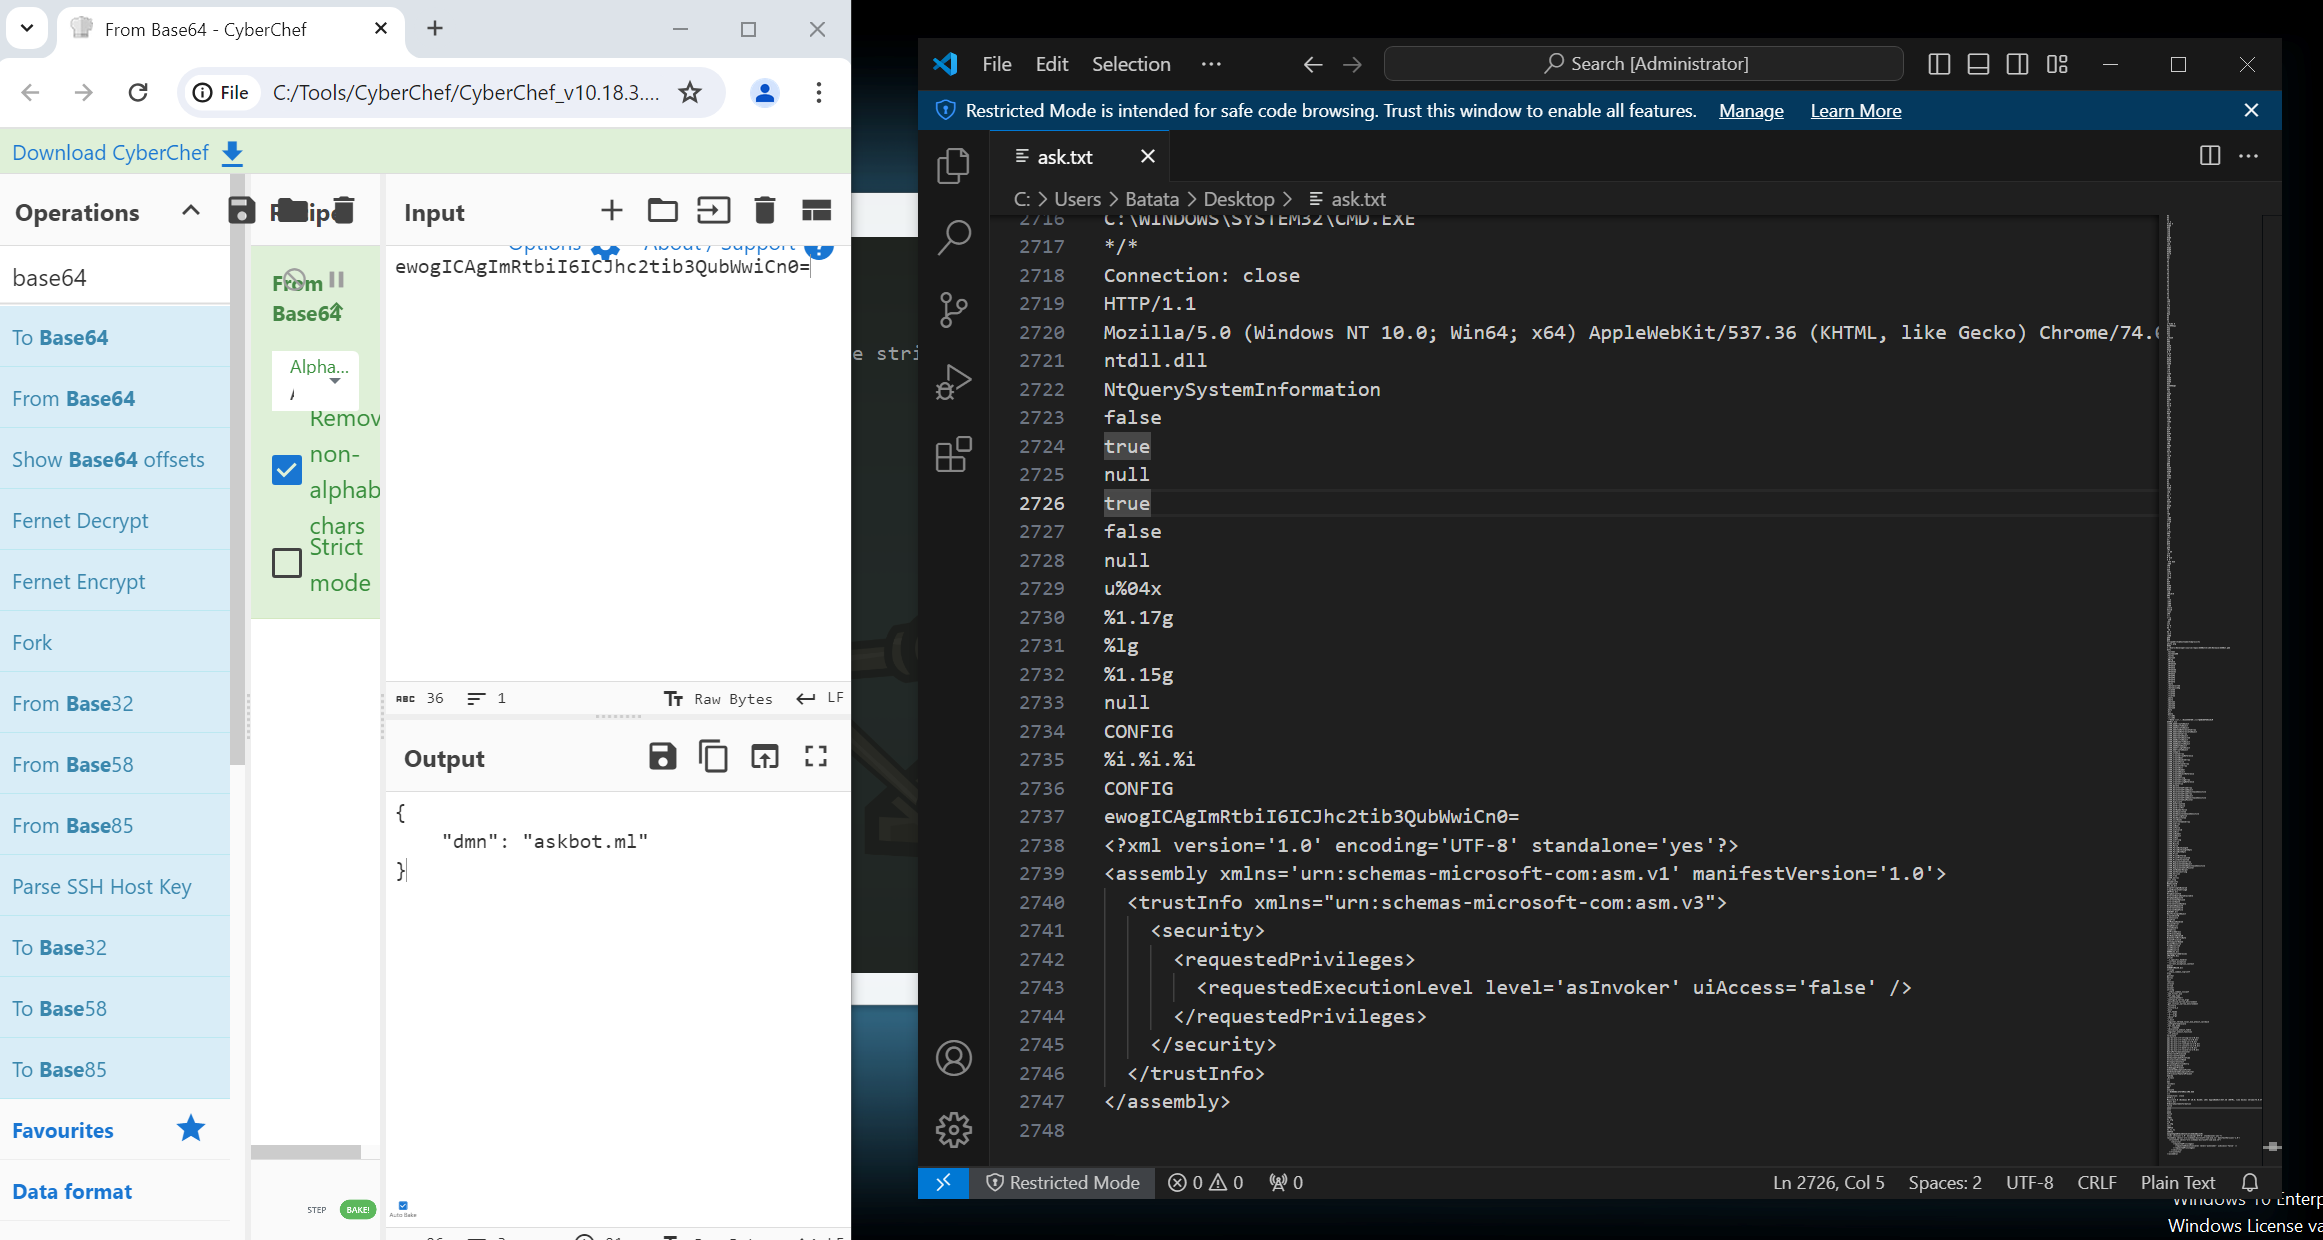 From Base64 - CyberChef
File
C:/Tools/CyberChef/CyberChef_v10.18.3....
Download CyberChef
Operations
base64
To Base64
From Base64
Show Base64 offsets
Fernet Decrypt
Fernet Encrypt
Fork
From Base32
From Base58
From Base85
Parse SSH Host Key
To Base32
To Base58
To Base85
Favourites
Data format
From
Base64
Alpha...
Remov
non-
alphab
chars
Strict
mode
STEP
BAKE!
Auto Bake
Input
Options
About / Support
ewogICAgImRtbiI6ICJhc2tib3QubWwiCn0=
ABC 36 1
Tt Raw Bytes LF
Output
{
"dmn": "askbot.ml"
}
e stri
File Edit Selection ...
Search [Administrator]
Restricted Mode is intended for safe code browsing. Trust this window to enable all features. Manage Learn More
ask.txt
C: > Users > Batata > Desktop > ask.txt
2716 C:\WINDOWS\SYSTEM32\CMD.EXE
2717 */*
2718 Connection: close
2719 HTTP/1.1
2720 Mozilla/5.0 (Windows NT 10.0; Win64; x64) AppleWebKit/537.36 (KHTML, like Gecko) Chrome/74.
2721 ntdll.dll
2722 NtQuerySystemInformation
2723 false
2724 true
2725 null
2726 true
2727 false
2728 null
2729 u%04x
2730 %1.17g
2731 %lg
2732 %1.15g
2733 null
2734 CONFIG
2735 %i.%i.%i
2736 CONFIG
2737 ewogICAgImRtbiI6ICJhc2tib3QubWwiCn0=
2738 <?xml version='1.0' encoding='UTF-8' standalone='yes'?>
2739 <assembly xmlns='urn:schemas-microsoft-com:asm.v1' manifestVersion='1.0'>
2740 <trustInfo xmlns="urn:schemas-microsoft-com:asm.v3">
2741 <security>
2742 <requestedPrivileges>
2743 <requestedExecutionLevel level='asInvoker' uiAccess='false' />
2744 </requestedPrivileges>
2745 </security>
2746 </trustInfo>
2747 </assembly>
2748
Restricted Mode 0 0 0
Ln 2726, Col 5 Spaces: 2 UTF-8 CRLF Plain Text
Windows 10 Enterp
Windows License va